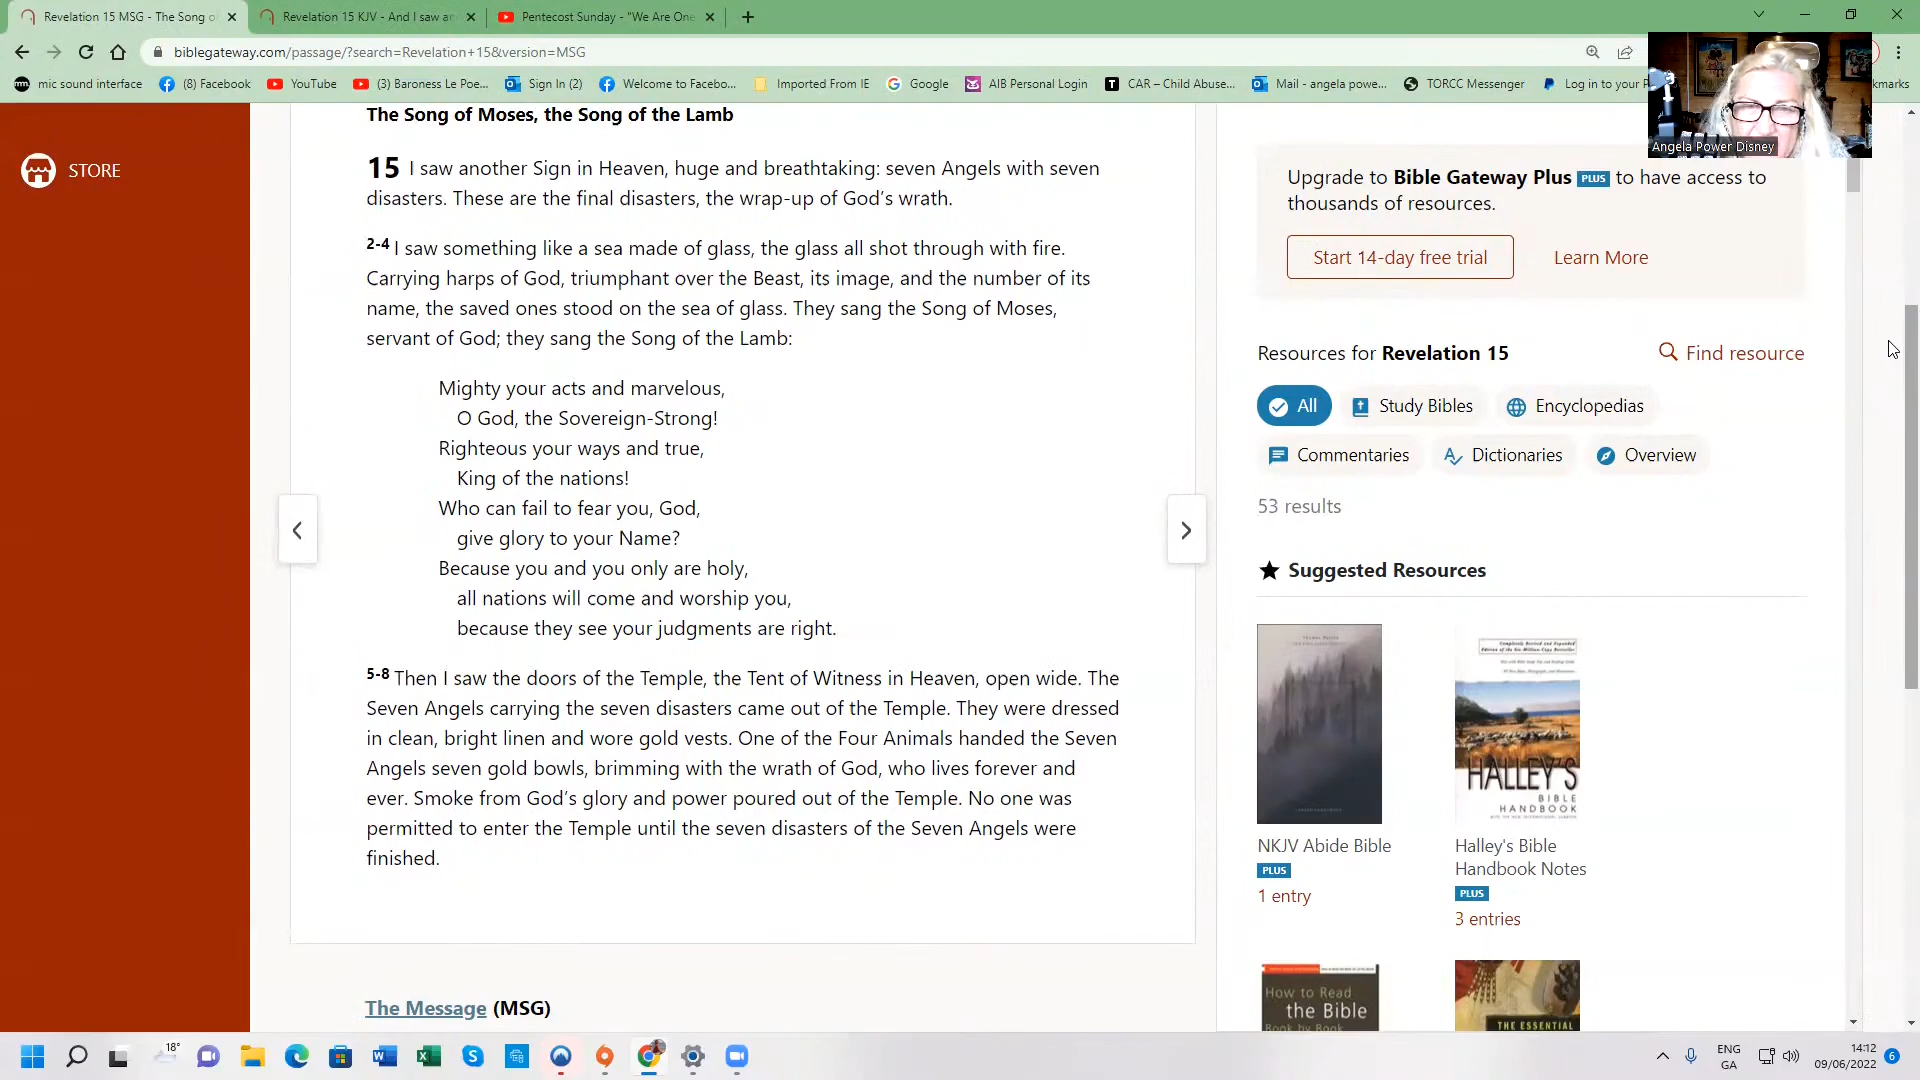 Revelation 15 MSG - The Song o
Revelation 15 KJV - And I saw an
Pentecost Sunday - "We Are One
biblegateway.com/passage/?search=Revelation+15&version=MSG
mic sound interface
(8) Facebook
YouTube
(3) Baroness Le Poe...
Sign In (2)
Welcome to Facebo...
Imported From IE
Google
AIB Personal Login
CAR – Child Abuse...
Mail - angela powe...
TORCC Messenger
Log in to your P
kmarks
Angela Power Disney
STORE
The Song of Moses, the Song of the Lamb
15 I saw another Sign in Heaven, huge and breathtaking: seven Angels with seven
disasters. These are the final disasters, the wrap-up of God’s wrath.
2-4 I saw something like a sea made of glass, the glass all shot through with fire.
Carrying harps of God, triumphant over the Beast, its image, and the number of its
name, the saved ones stood on the sea of glass. They sang the Song of Moses,
servant of God; they sang the Song of the Lamb:
Mighty your acts and marvelous,
O God, the Sovereign-Strong!
Righteous your ways and true,
King of the nations!
Who can fail to fear you, God,
give glory to your Name?
Because you and you only are holy,
all nations will come and worship you,
because they see your judgments are right.
5-8 Then I saw the doors of the Temple, the Tent of Witness in Heaven, open wide. The
Seven Angels carrying the seven disasters came out of the Temple. They were dressed
in clean, bright linen and wore gold vests. One of the Four Animals handed the Seven
Angels seven gold bowls, brimming with the wrath of God, who lives forever and
ever. Smoke from God’s glory and power poured out of the Temple. No one was
permitted to enter the Temple until the seven disasters of the Seven Angels were
finished.
The Message (MSG)
Upgrade to Bible Gateway Plus PLUS to have access to
thousands of resources.
Start 14-day free trial
Learn More
Resources for Revelation 15
Find resource
All
Study Bibles
Encyclopedias
Commentaries
Dictionaries
Overview
53 results
Suggested Resources
HALLEY'S
BIBLE
HANDBOOK
NKJV Abide Bible
PLUS
1 entry
Halley's Bible
Handbook Notes
PLUS
3 entries
How to Read
the Bible
Book by Book
THE ESSENTIAL
18°
ENG
GA
14:12
09/06/2022
6